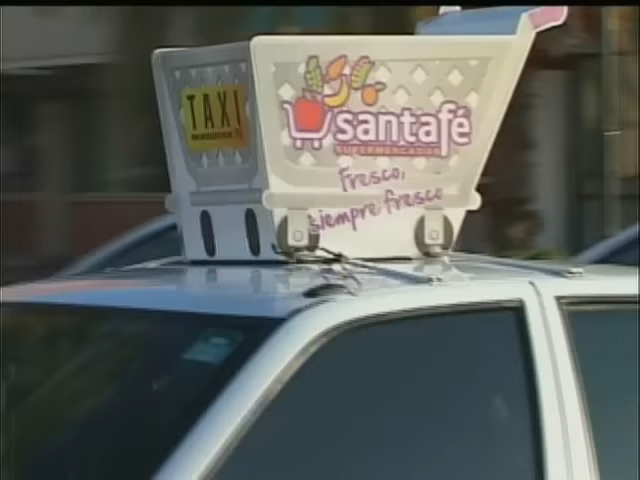 TAXI
santafé
SUPERMERCADOS
Fresco,
siempre fresco